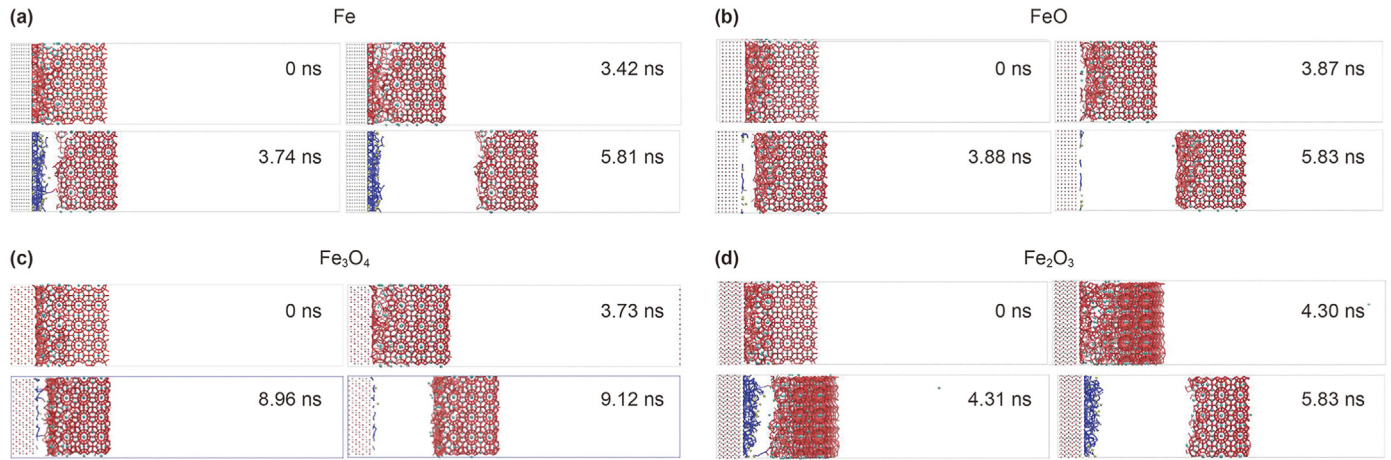 (a) Fe
0 ns
3.42 ns
3.74 ns
5.81 ns
(b) FeO
0 ns
3.87 ns
3.88 ns
5.83 ns
(c) Fe₃O₄
0 ns
3.73 ns
8.96 ns
9.12 ns
(d) Fe₂O₃
0 ns
4.30 ns
4.31 ns
5.83 ns